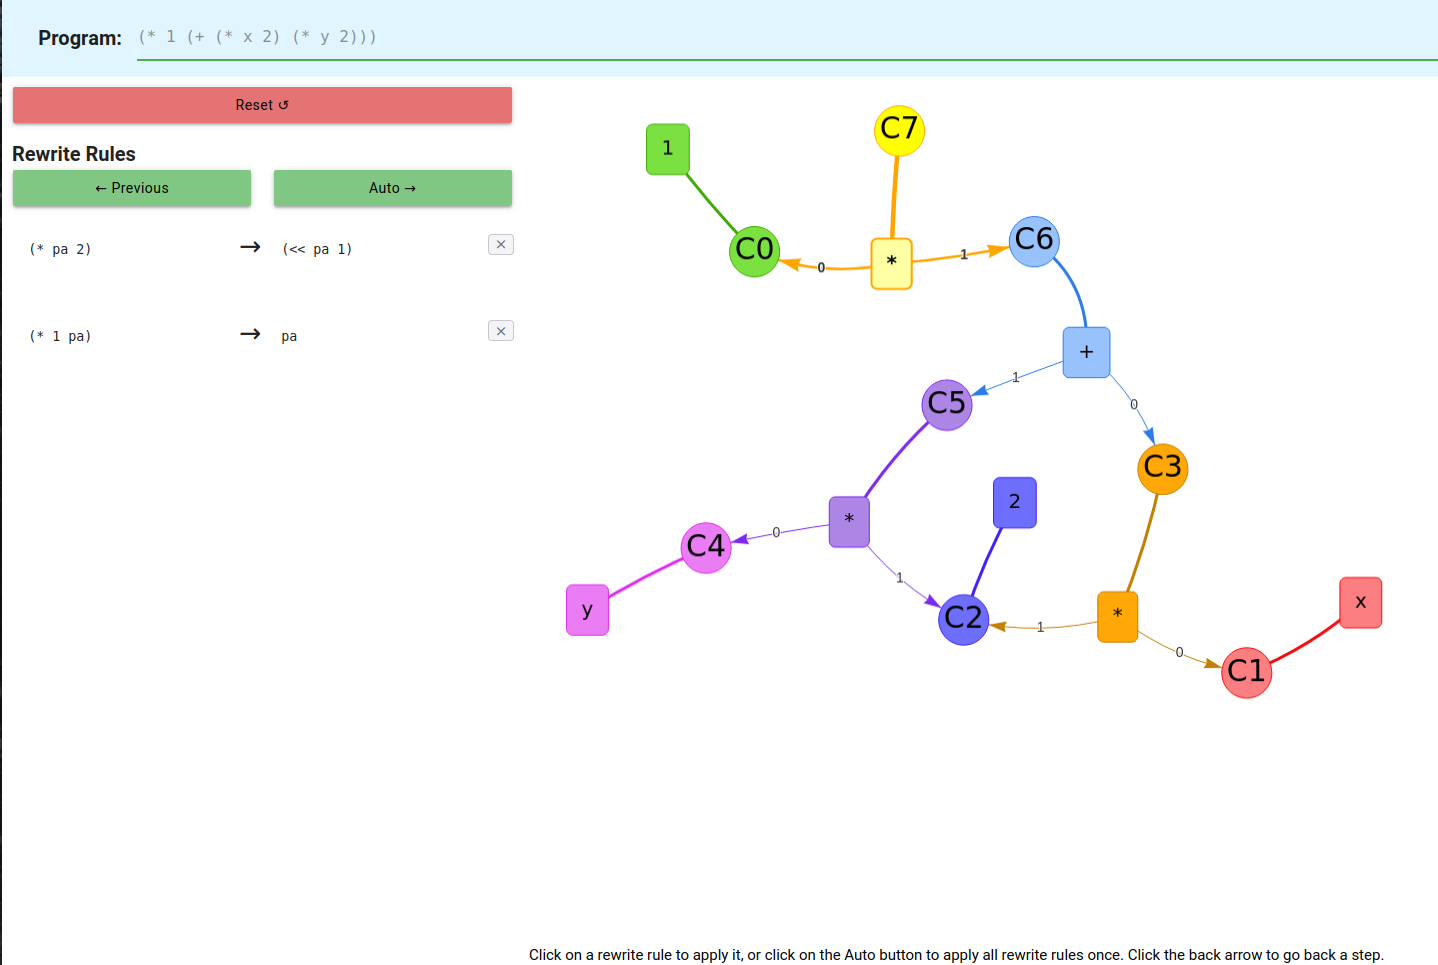 Program: (* 1 (+ (* x 2) (* y 2)))
Reset ↺
Rewrite Rules
← Previous
Auto →
(* pa 2) → (<< pa 1) ×
(* 1 pa) → pa ×
1
C7
C0
0
*
1
C6
+
1
0
C5
C3
2
*
0
1
C4
y
C2
1
*
0
x
C1
Click on a rewrite rule to apply it, or click on the Auto button to apply all rewrite rules once. Click the back arrow to go back a step.